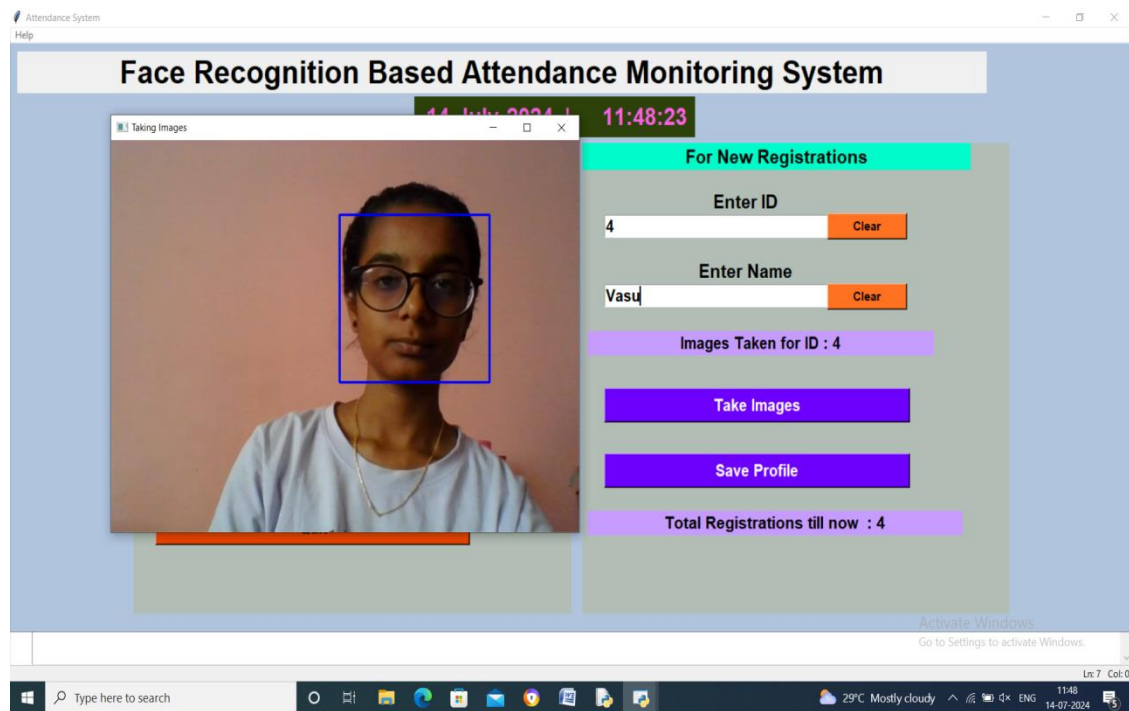 Attendance System
Help
Face Recognition Based Attendance Monitoring System
11:48:23
Taking Images
For New Registrations
Enter ID
4
Clear
Enter Name
Vasu
Clear
Images Taken for ID : 4
Take Images
Save Profile
Total Registrations till now : 4
Activate Windows
Go to Settings to activate Windows.
Ln: 7 Col: 0
Type here to search
29°C Mostly cloudy
ENG
11:48
14-07-2024
5